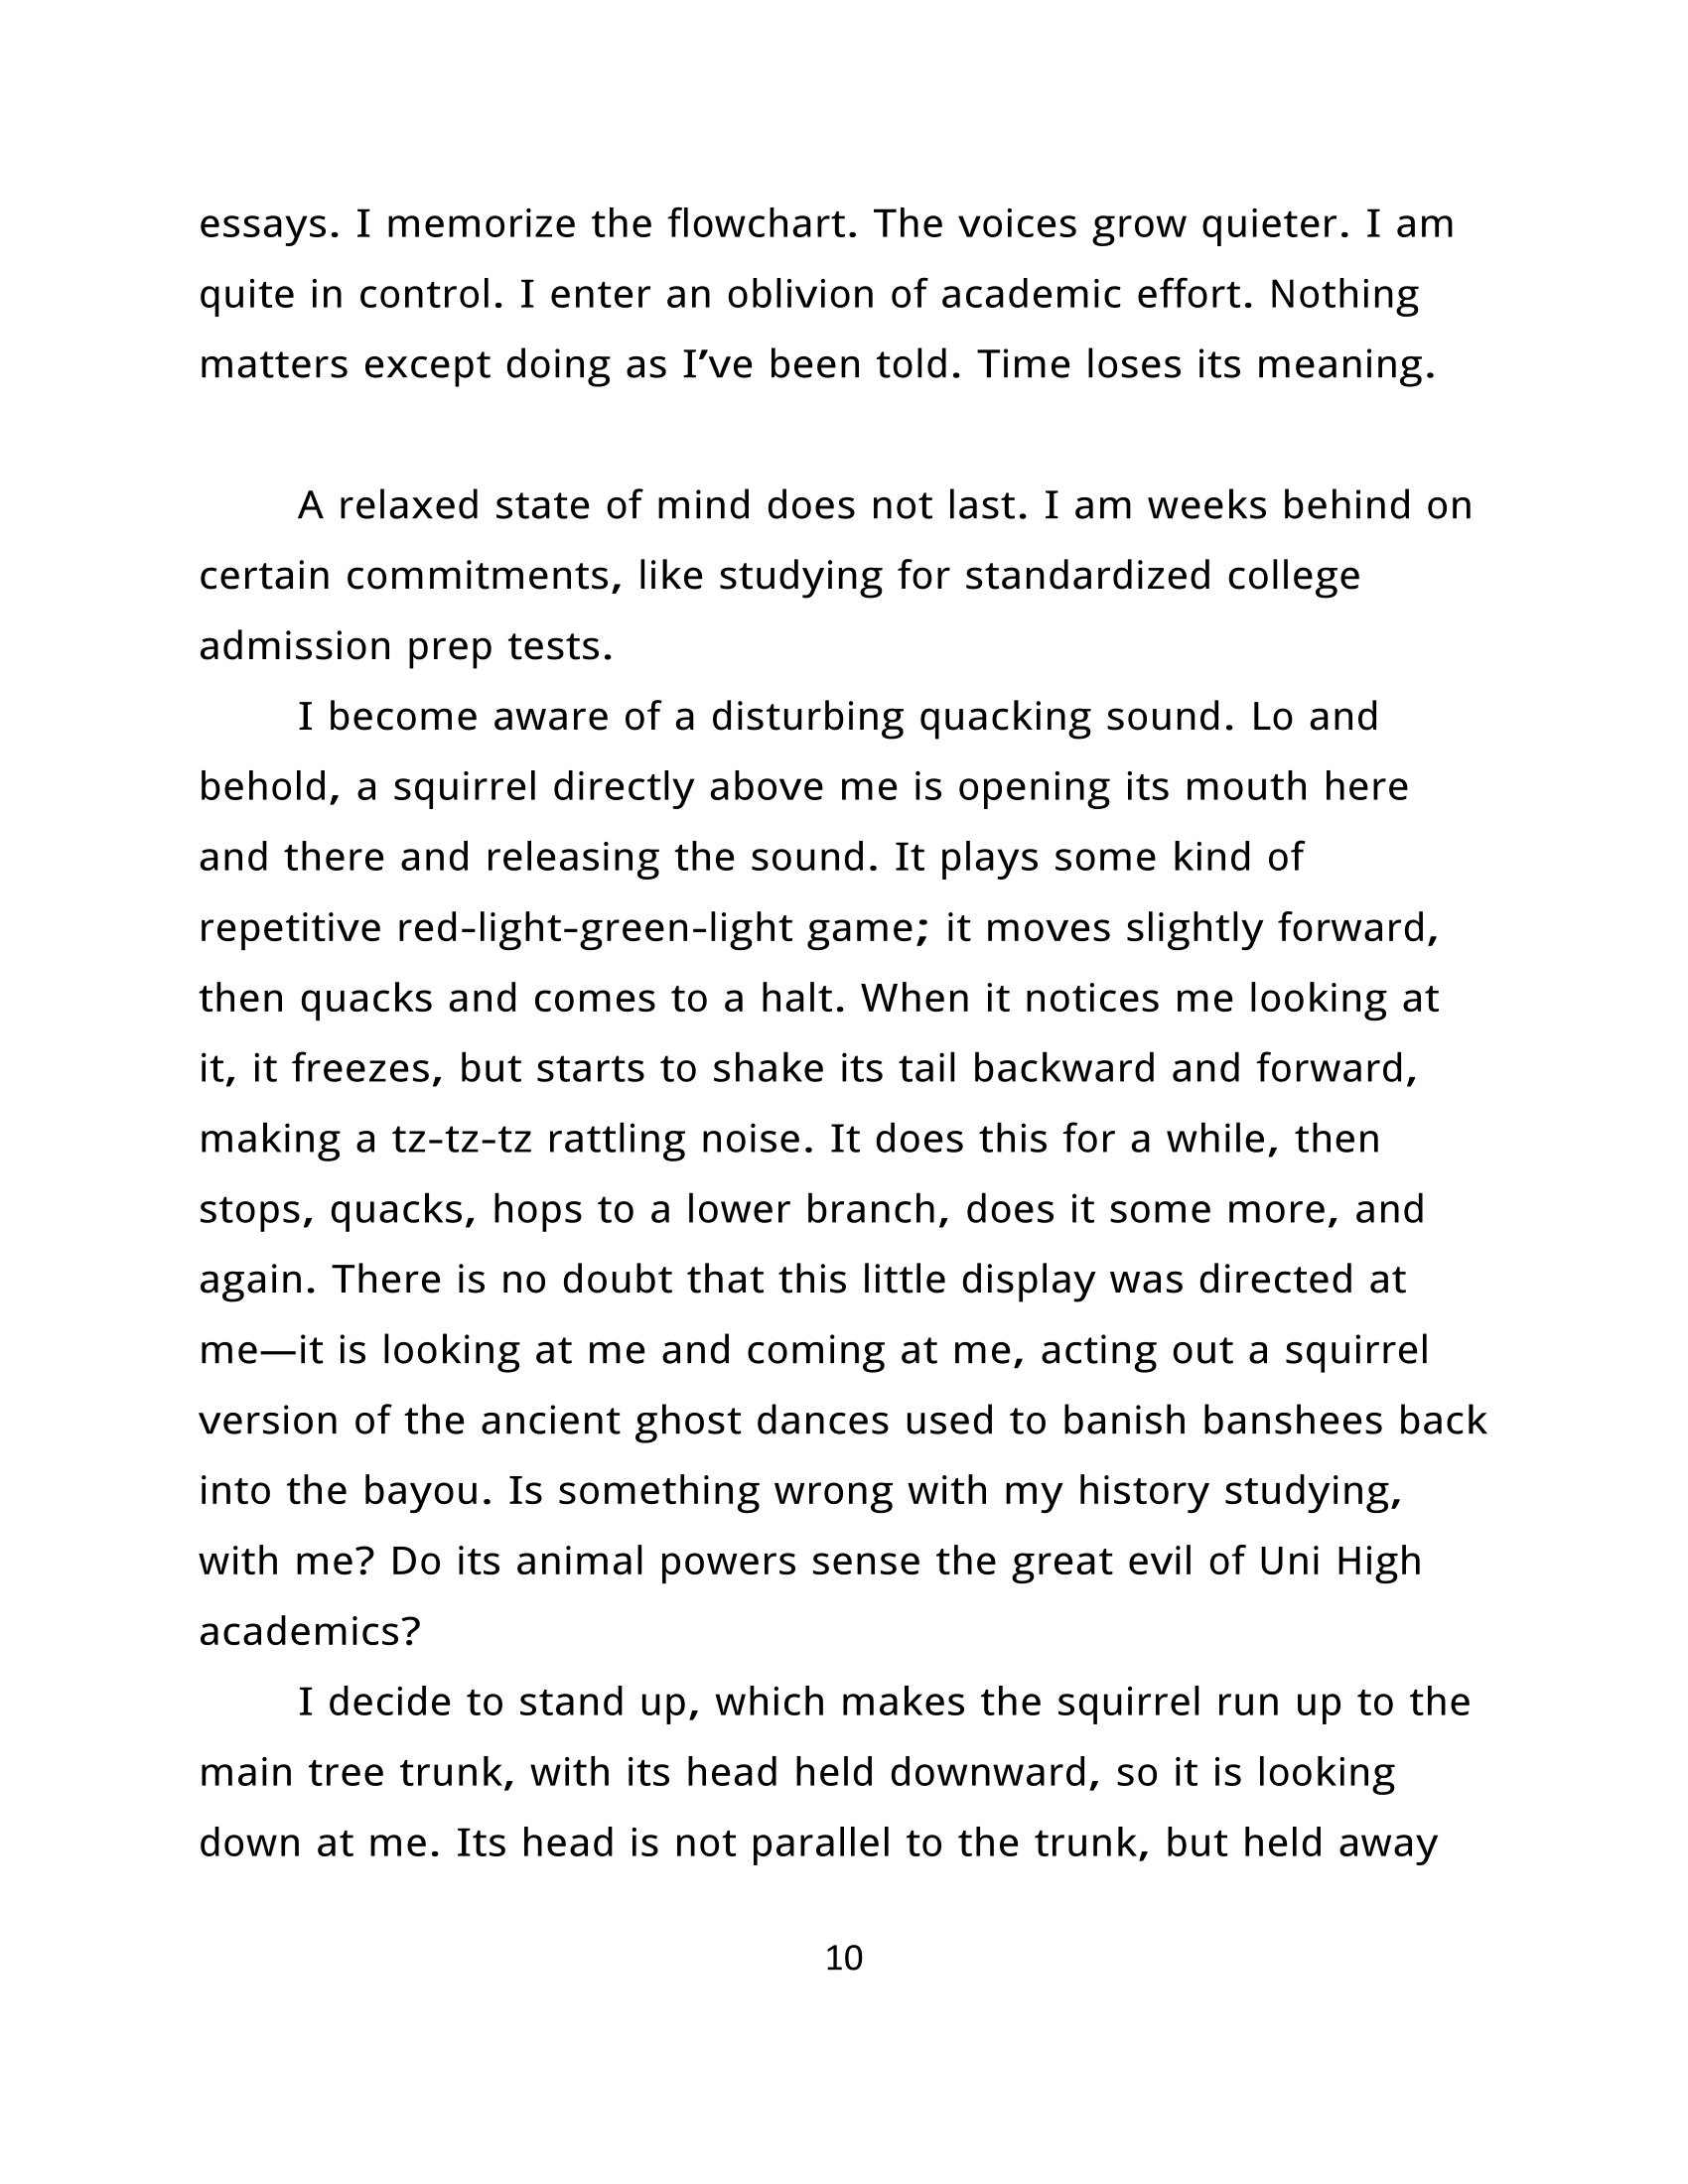 essays. I memorize the flowchart. The voices grow quieter. I am
quite in control. I enter an oblivion of academic effort. Nothing
matters except doing as I’ve been told. Time loses its meaning.
A relaxed state of mind does not last. I am weeks behind on
certain commitments, like studying for standardized college
admission prep tests.
I become aware of a disturbing quacking sound. Lo and
behold, a squirrel directly above me is opening its mouth here
and there and releasing the sound. It plays some kind of
repetitive red-light-green-light game; it moves slightly forward,
then quacks and comes to a halt. When it notices me looking at
it, it freezes, but starts to shake its tail backward and forward,
making a tz-tz-tz rattling noise. It does this for a while, then
stops, quacks, hops to a lower branch, does it some more, and
again. There is no doubt that this little display was directed at
me—it is looking at me and coming at me, acting out a squirrel
version of the ancient ghost dances used to banish banshees back
into the bayou. Is something wrong with my history studying,
with me? Do its animal powers sense the great evil of Uni High
academics?
I decide to stand up, which makes the squirrel run up to the
main tree trunk, with its head held downward, so it is looking
down at me. Its head is not parallel to the trunk, but held away
10